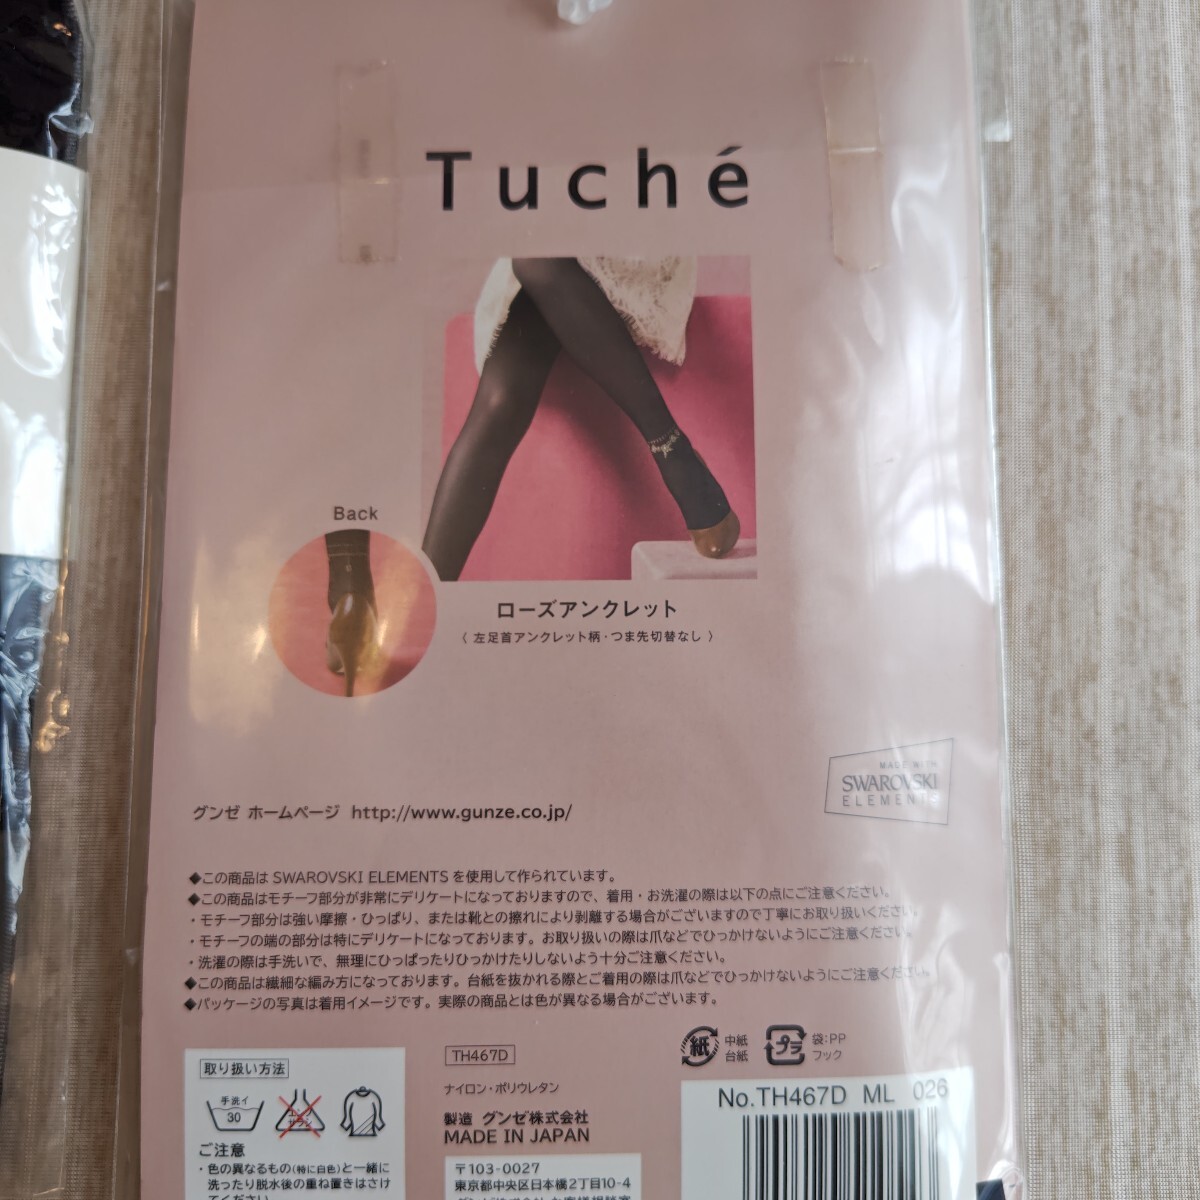 Tuché
Back
ローズアンクレット
〈 左足首アンクレット柄・つま先切替なし 〉
MADE WITH
SWAROVSKI
ELEMENTS
グンゼ ホームページ http://www.gunze.co.jp/
◆この商品は SWAROVSKI ELEMENTS を使用して作られています。
◆この商品はモチーフ部分が非常にデリケートになっておりますので、着用・お洗濯の際は以下の点にご注意ください。
・モチーフ部分は強い摩擦・ひっぱり、または靴との擦れにより剥離する場合がございますので丁寧にお取り扱いください。
・モチーフの端の部分は特にデリケートになっております。お取り扱いの際は爪などでひっかけないようにご注意ください。
・洗濯の際は手洗いで、無理にひっぱったりひっかけたりしないよう十分ご注意ください。
◆この商品は繊細な編み方になっております。台紙を抜かれる際とご着用の際は爪などでひっかけないようにご注意ください。
◆パッケージの写真は着用イメージです。実際の商品とは色が異なる場合がございます。
紙 中紙 台紙
プラ 袋:PP フック
取り扱い方法
手洗イ
30
エンソサラシ
ご注意
・色の異なるもの(特に白色)と一緒に
洗ったり脱水後の重ね置きはさけ
てください
TH467D
ナイロン・ポリウレタン
製造 グンゼ株式会社
MADE IN JAPAN
〒103-0027
東京都中央区日本橋2丁目10-4
No.TH467D ML 026